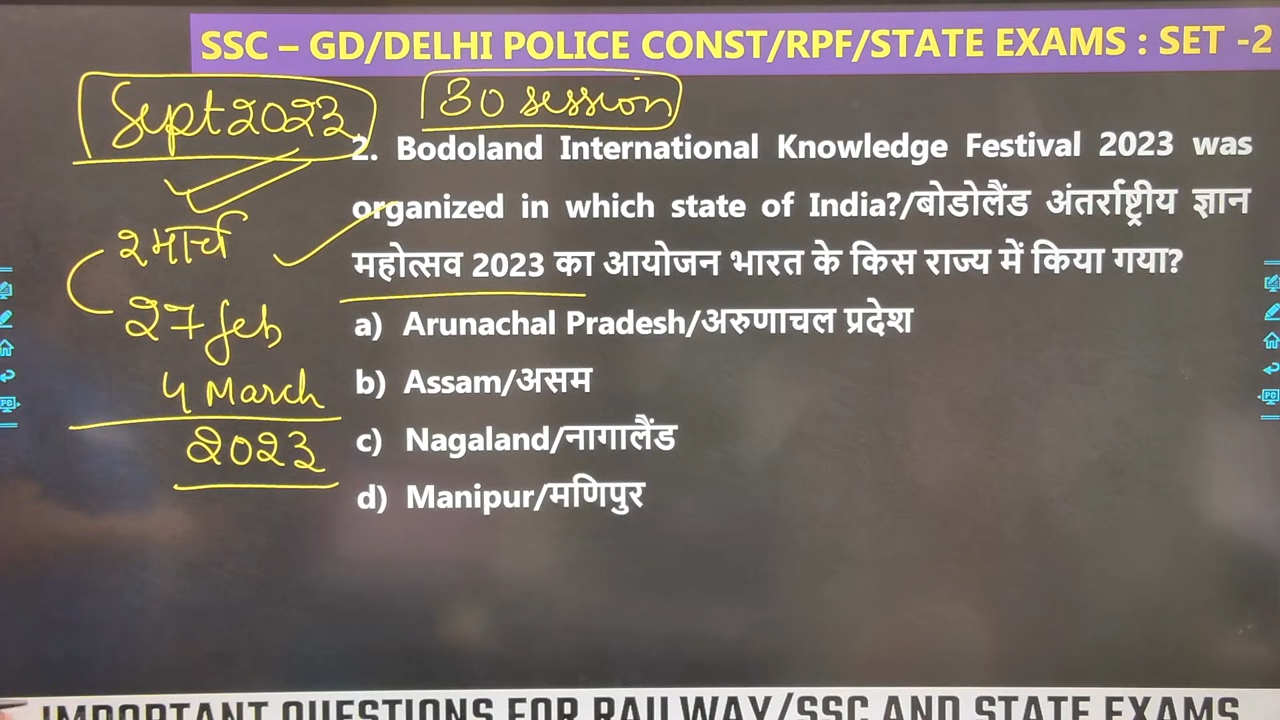 SSC – GD/DELHI POLICE CONST/RPF/STATE EXAMS : SET -2
Sept 2023
30 session
2. Bodoland International Knowledge Festival 2023 was
organized in which state of India?/बोडोलैंड अंतर्राष्ट्रीय ज्ञान
महोत्सव 2023 का आयोजन भारत के किस राज्य में किया गया?
a) Arunachal Pradesh/अरुणाचल प्रदेश
b) Assam/असम
c) Nagaland/नागालैंड
d) Manipur/मणिपुर
२मार्च
27 feb
4 March
2023
IMPORTANT QUESTIONS FOR RAILWAY/SSC AND STATE EXAMS